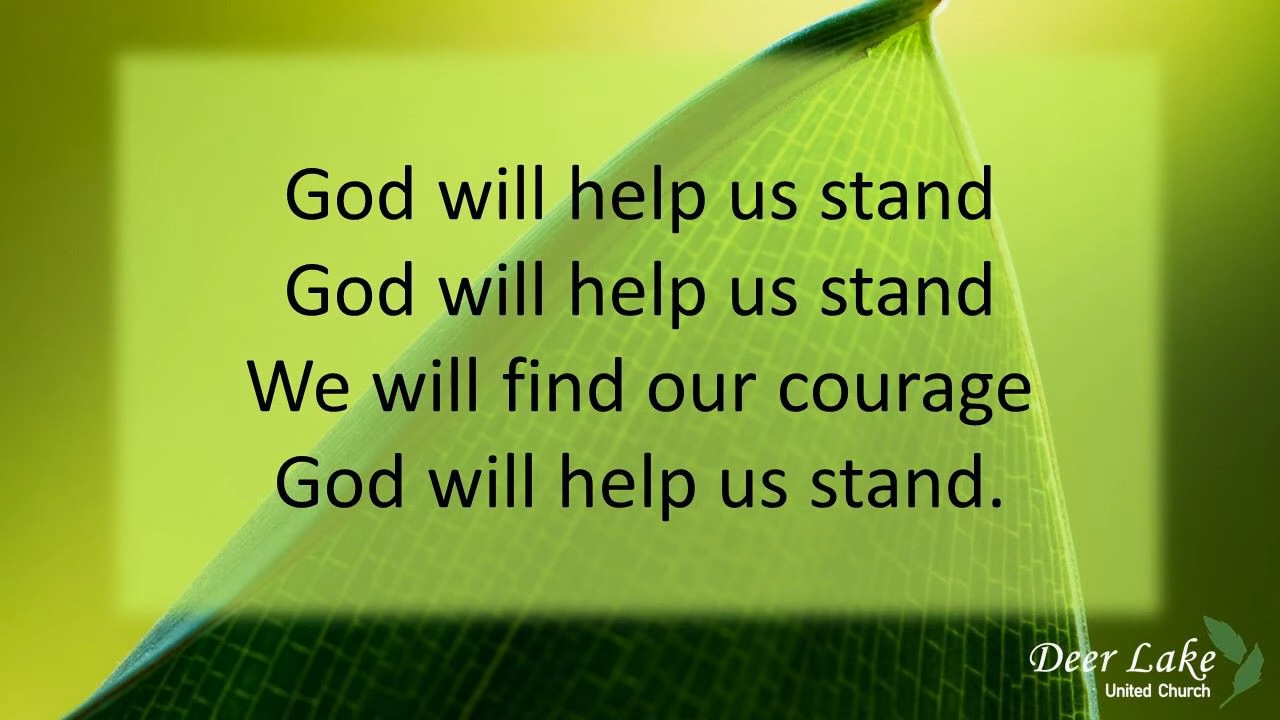 God will help us stand
God will help us stand
We will find our courage
God will help us stand.
Deer Lake
United Church